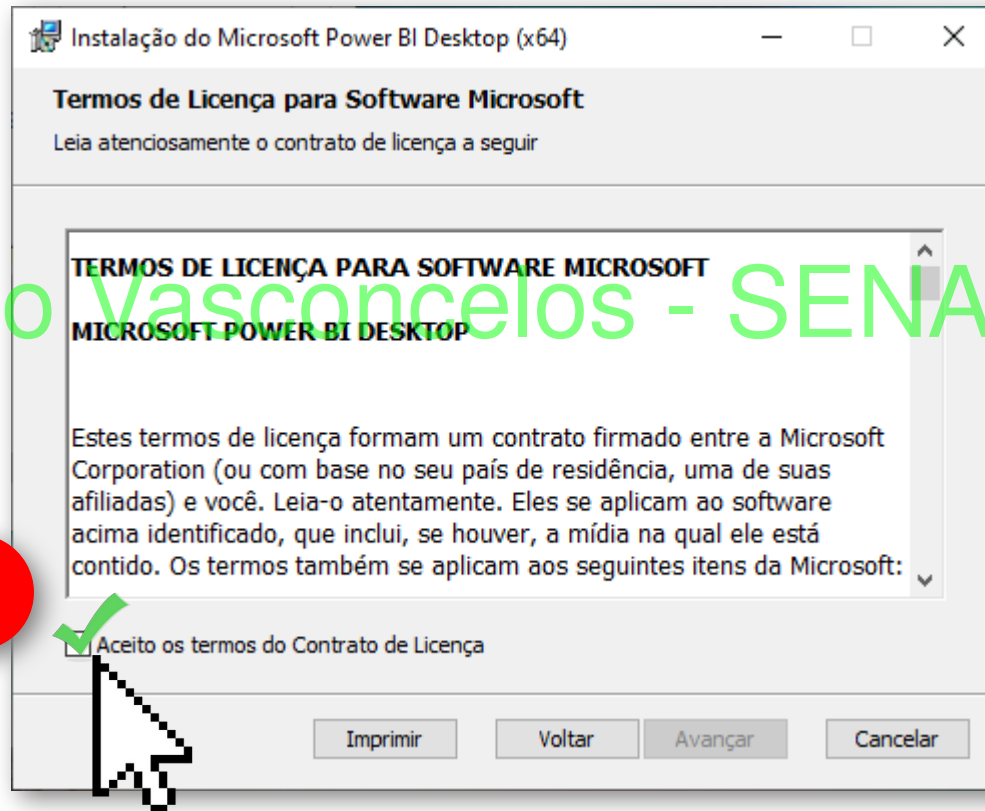 Instalação do Microsoft Power BI Desktop (x64)
Termos de Licença para Software Microsoft
Leia atenciosamente o contrato de licença a seguir
TERMOS DE LICENÇA PARA SOFTWARE MICROSOFT
o Vasconcelos - SENA
MICROSOFT POWER BI DESKTOP
Estes termos de licença formam um contrato firmado entre a Microsoft
Corporation (ou com base no seu país de residência, uma de suas
afiliadas) e você. Leia-o atentamente. Eles se aplicam ao software
acima identificado, que inclui, se houver, a mídia na qual ele está
contido. Os termos também se aplicam aos seguintes itens da Microsoft:
Aceito os termos do Contrato de Licença
Imprimir Voltar Avançar Cancelar